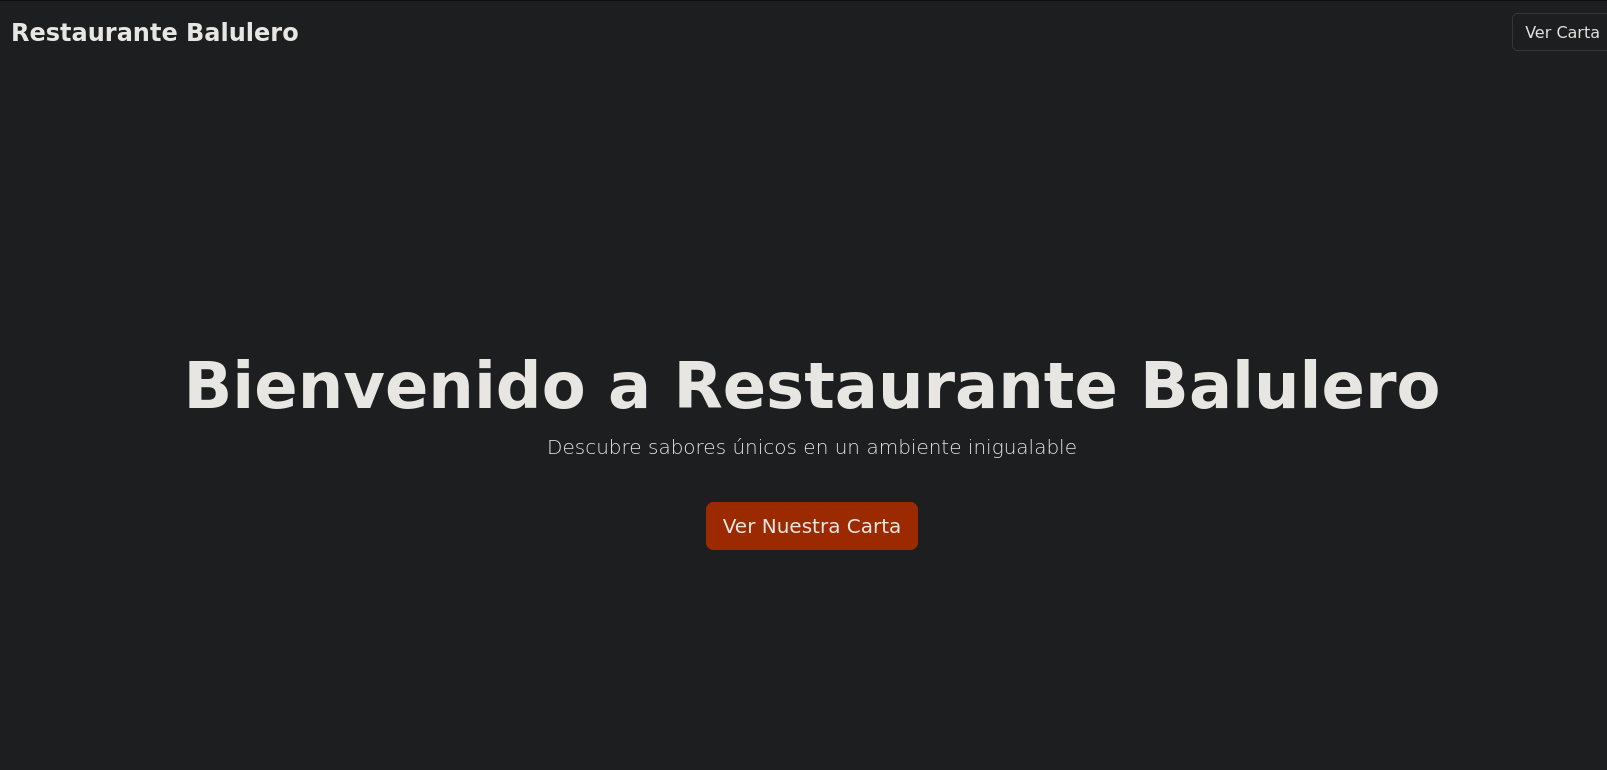 Restaurante Balulero
Ver Carta
Bienvenido a Restaurante Balulero
Descubre sabores únicos en un ambiente inigualable
Ver Nuestra Carta